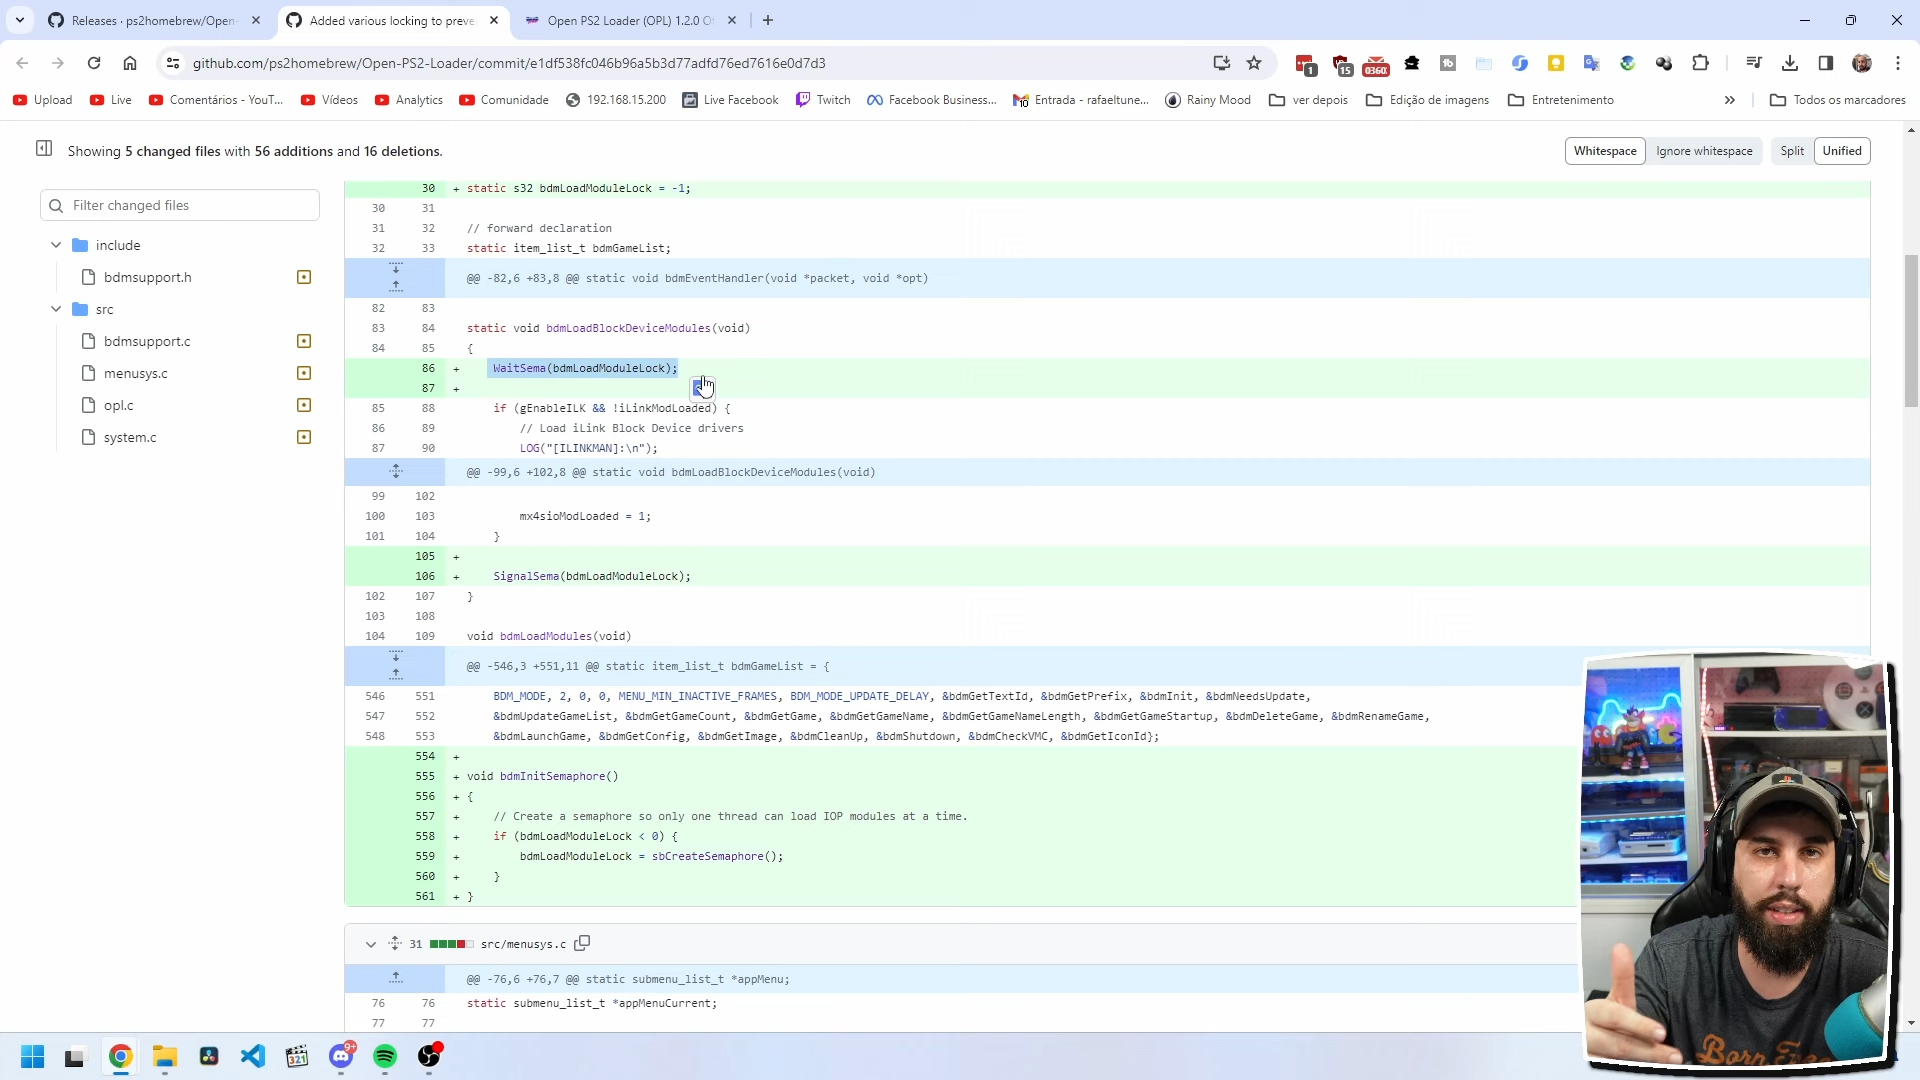 Releases · ps2homebrew/Open-
Added various locking to preve
Open PS2 Loader (OPL) 1.2.0 O
github.com/ps2homebrew/Open-PS2-Loader/commit/e1df538fc046b96a5b3d77adfd76ed7616e0d7d3
1
15
0360
Upload
Live
Comentários - YouT...
Vídeos
Analytics
Comunidade
192.168.15.200
Live Facebook
Twitch
Facebook Business...
Entrada - rafaeltune...
Rainy Mood
ver depois
Edição de imagens
Entretenimento
»
Todos os marcadores
Showing 5 changed files with 56 additions and 16 deletions.
Whitespace
Ignore whitespace
Split
Unified
Filter changed files
include
bdmsupport.h
src
bdmsupport.c
menusys.c
opl.c
system.c
30 + static s32 bdmLoadModuleLock = -1;
30 31
31 32 // forward declaration
32 33 static item_list_t bdmGameList;
@@ -82,6 +83,8 @@ static void bdmEventHandler(void *packet, void *opt)
82 83
83 84 static void bdmLoadBlockDeviceModules(void)
84 85 {
86 + WaitSema(bdmLoadModuleLock);
87 +
85 88 if (gEnableILK && !iLinkModLoaded) {
86 89 // Load iLink Block Device drivers
87 90 LOG("[ILINKMAN]:\n");
@@ -99,6 +102,8 @@ static void bdmLoadBlockDeviceModules(void)
99 102
100 103 mx4sioModLoaded = 1;
101 104 }
105 +
106 + SignalSema(bdmLoadModuleLock);
102 107 }
103 108
104 109 void bdmLoadModules(void)
@@ -546,3 +551,11 @@ static item_list_t bdmGameList = {
546 551 BDM_MODE, 2, 0, 0, MENU_MIN_INACTIVE_FRAMES, BDM_MODE_UPDATE_DELAY, &bdmGetTextId, &bdmGetPrefix, &bdmInit, &bdmNeedsUpdate,
547 552 &bdmUpdateGameList, &bdmGetGameCount, &bdmGetGame, &bdmGetGameName, &bdmGetGameNameLength, &bdmGetGameStartup, &bdmDeleteGame, &bdmRenameGame,
548 553 &bdmLaunchGame, &bdmGetConfig, &bdmGetImage, &bdmCleanUp, &bdmShutdown, &bdmCheckVMC, &bdmGetIconId};
554 +
555 + void bdmInitSemaphore()
556 + {
557 + // Create a semaphore so only one thread can load IOP modules at a time.
558 + if (bdmLoadModuleLock < 0) {
559 + bdmLoadModuleLock = sbCreateSemaphore();
560 + }
561 + }
31 src/menusys.c
@@ -76,6 +76,7 @@ static submenu_list_t *appMenu;
76 76 static submenu_list_t *appMenuCurrent;
77 77
321
9+
Born